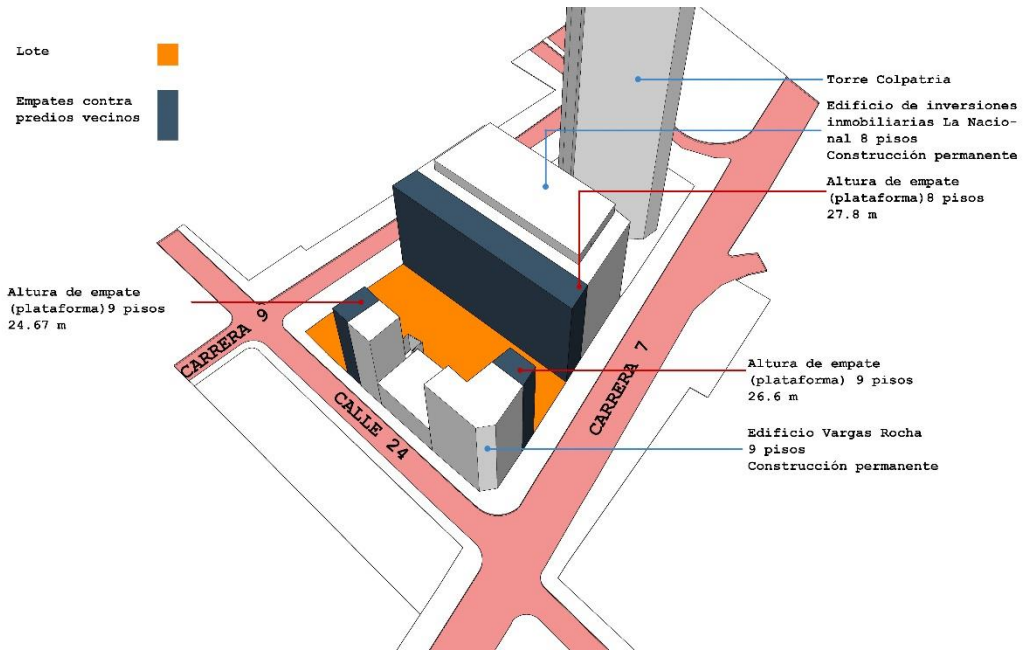 Lote
Empates contra
predios vecinos
Torre Colpatria
Edificio de inversiones
inmobiliarias La Nacio-
nal 8 pisos
Construcción permanente
Altura de empate
(plataforma)8 pisos
27.8 m
Altura de empate
(plataforma)9 pisos
24.67 m
CARRERA 9
CALLE 24
CARRERA 7
Altura de empate
(plataforma) 9 pisos
26.6 m
Edificio Vargas Rocha
9 pisos
Construcción permanente